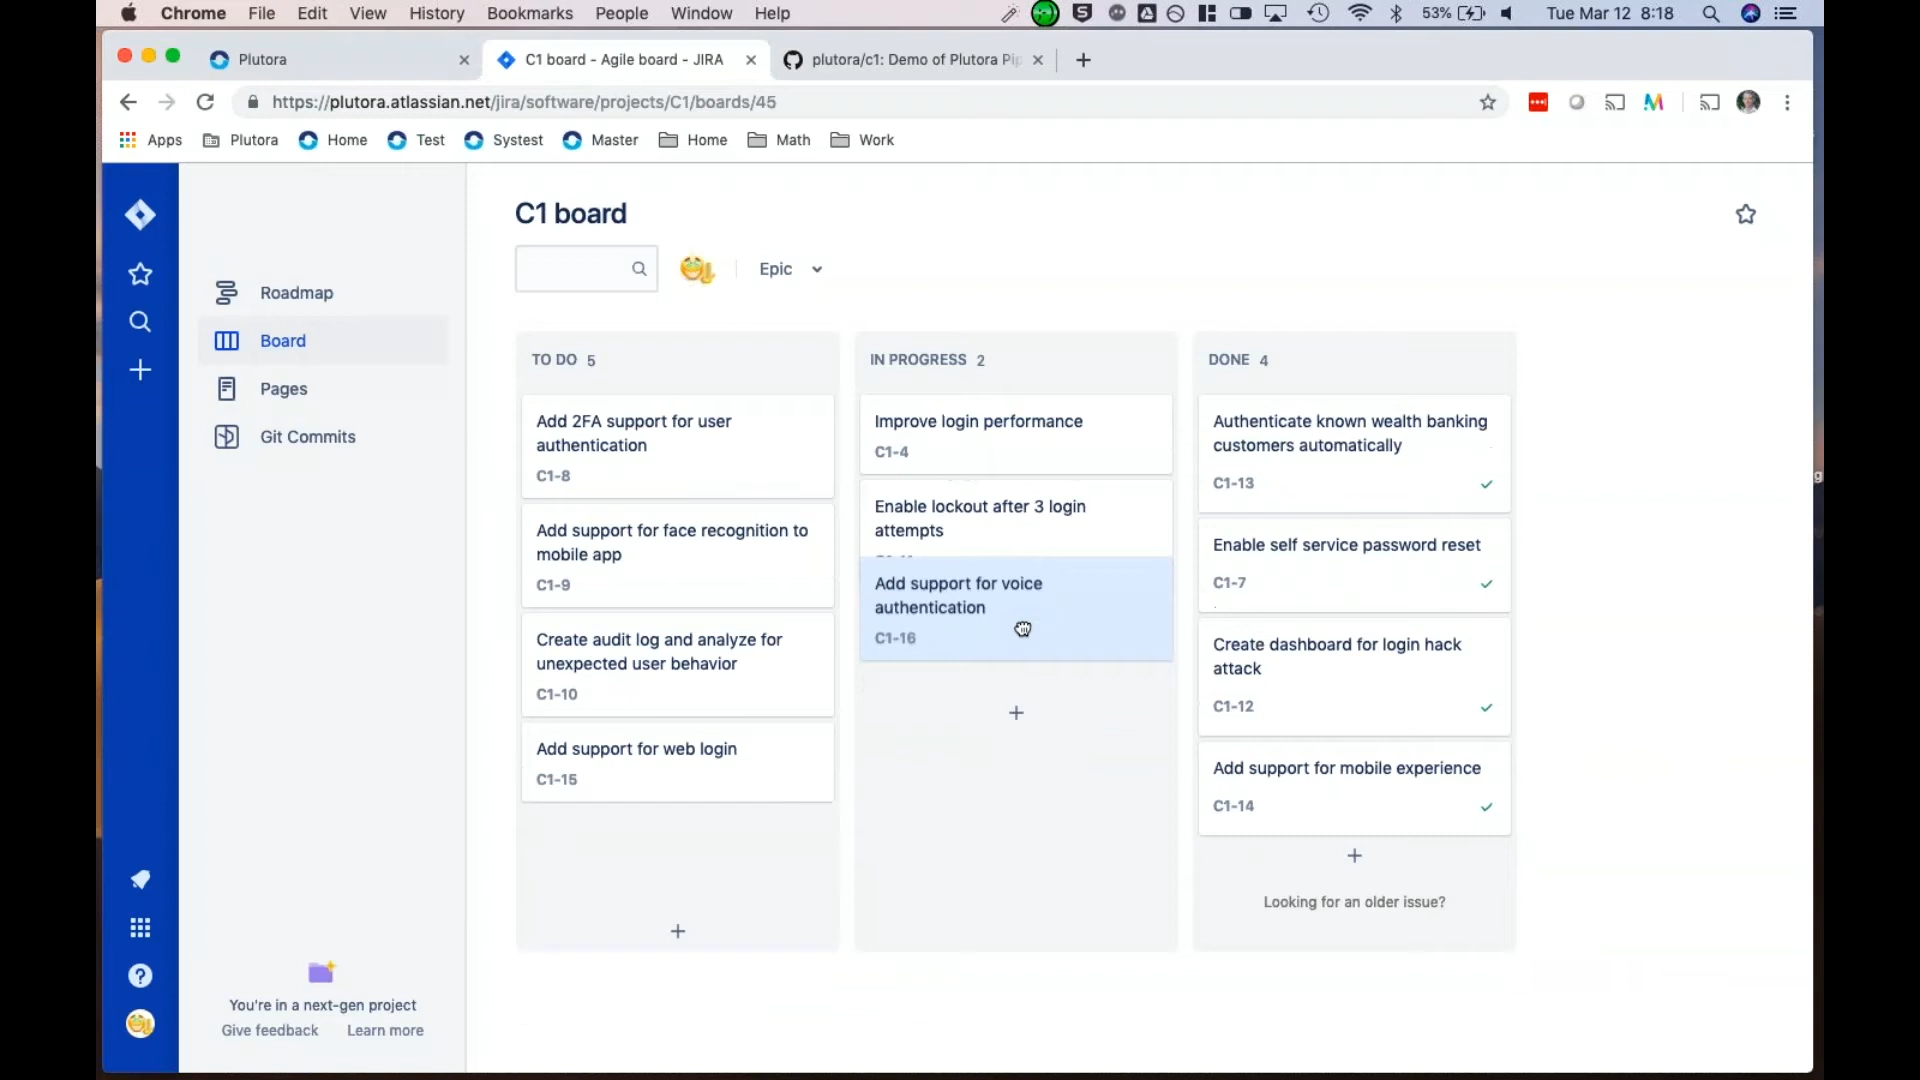 Chrome File Edit View History Bookmarks People Window Help 53% Tue Mar 12 8:18
Plutora C1 board - Agile board - JIRA plutora/c1: Demo of Plutora Pip
https://plutora.atlassian.net/jira/software/projects/C1/boards/45
Apps Plutora Home Test Systest Master Home Math Work
Roadmap
Board
Pages
Git Commits
You're in a next-gen project
Give feedback Learn more
C1 board
Epic
TO DO 5
Add 2FA support for user
authentication
C1-8
Add support for face recognition to
mobile app
C1-9
Create audit log and analyze for
unexpected user behavior
C1-10
Add support for web login
C1-15
IN PROGRESS 2
Improve login performance
C1-4
Enable lockout after 3 login
attempts
Add support for voice
authentication
C1-16
DONE 4
Authenticate known wealth banking
customers automatically
C1-13
Enable self service password reset
C1-7
Create dashboard for login hack
attack
C1-12
Add support for mobile experience
C1-14
Looking for an older issue?